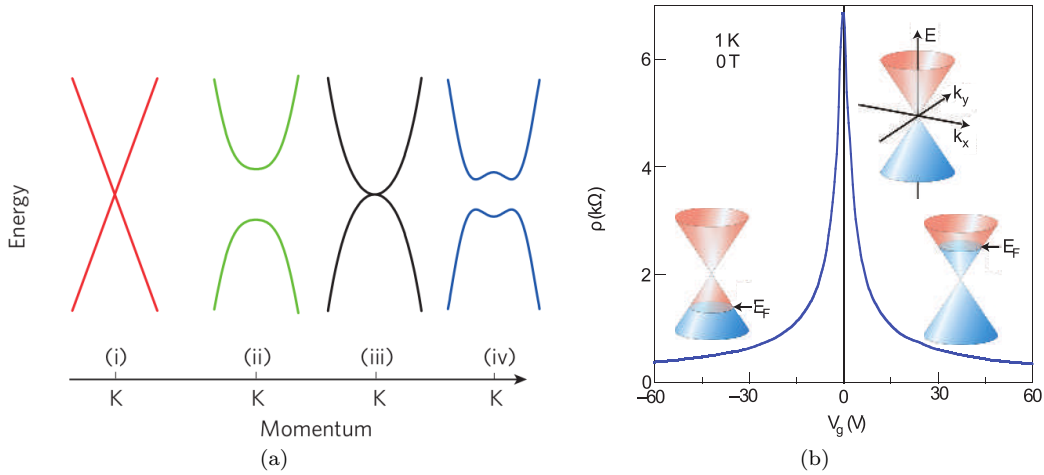 Energy
(i) (ii) (iii) (iv)
K K K K
Momentum
(a)
ρ (kΩ)
6
4
2
0
−60 −30 0 30 60
V_g (V)
1 K
0 T
E
k_y
k_x
E_F
E_F
(b)